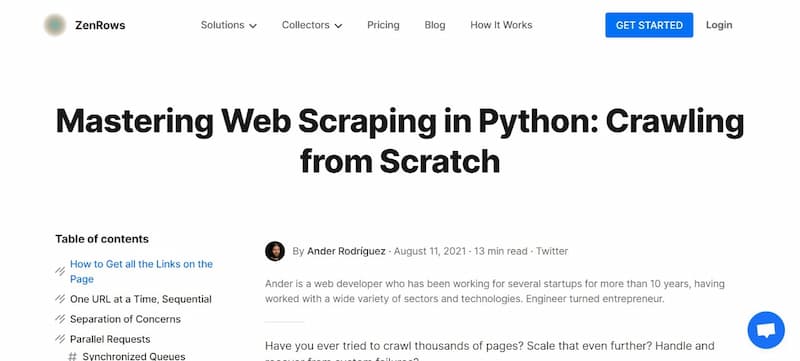 ZenRows
Solutions
Collectors
Pricing
Blog
How It Works
GET STARTED
Login
Mastering Web Scraping in Python: Crawling
from Scratch
Table of contents
How to Get all the Links on the
Page
One URL at a Time, Sequential
Separation of Concerns
Parallel Requests
# Synchronized Queues
By Ander Rodríguez · August 11, 2021 · 13 min read · Twitter
Ander is a web developer who has been working for several startups for more than 10 years, having
worked with a wide variety of sectors and technologies. Engineer turned entrepreneur.
Have you ever tried to crawl thousands of pages? Scale that even further? Handle and
recover from system failures?